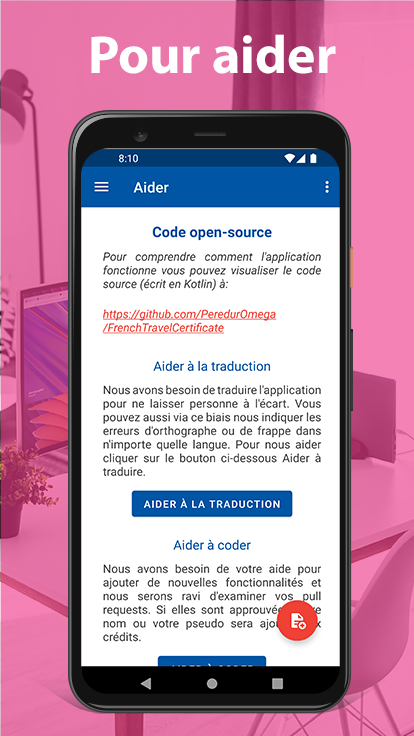 Pour aider
8:10
Aider
Code open-source
Pour comprendre comment l'application
fonctionne vous pouvez visualiser le code
source (écrit en Kotlin) à:
https://github.com/PeredurOmega
/FrenchTravelCertificate
Aider à la traduction
Nous avons besoin de traduire l'application
pour ne laisser personne à l'écart. Vous
pouvez aussi via ce biais nous indiquer les
erreurs d'orthographe ou de frappe dans
n'importe quelle langue. Pour nous aider
cliquer sur le bouton ci-dessous Aider à
traduire.
AIDER À LA TRADUCTION
Aider à coder
Nous avons besoin de votre aide pour
ajouter de nouvelles fonctionnalités et
nous serons ravi d'examiner vos pull
requests. Si elles sont
nom ou votre pseudo sera
crédits.
AIDER À CODER